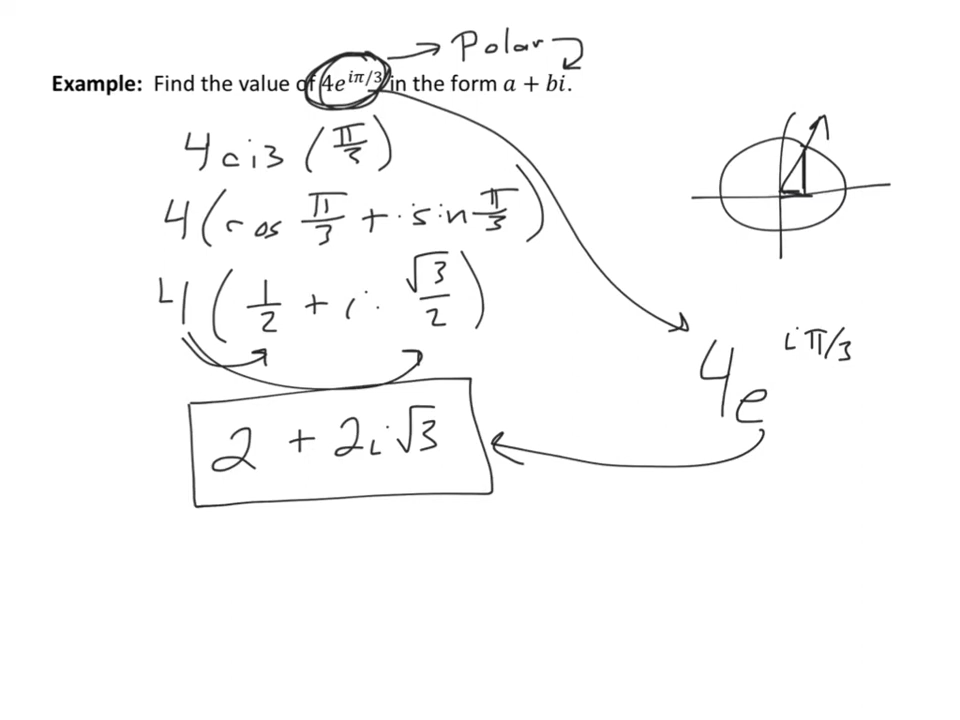 → Polar
Example: Find the value of 4e^{iπ/3} in the form a + bi.
4 cis (π/3)
4 ( cos π/3 + i sin π/3 )
4 ( 1/2 + i · √3/2 )
4e^{iπ/3}
2 + 2i√3